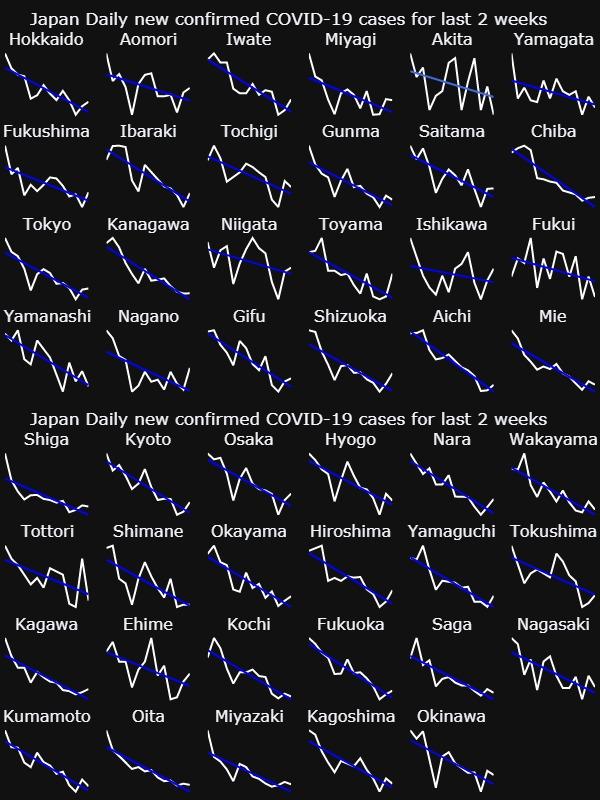 Japan Daily new confirmed COVID-19 cases for last 2 weeks
Hokkaido Aomori Iwate Miyagi Akita Yamagata
Fukushima Ibaraki Tochigi Gunma Saitama Chiba
Tokyo Kanagawa Niigata Toyama Ishikawa Fukui
Yamanashi Nagano Gifu Shizuoka Aichi Mie
Japan Daily new confirmed COVID-19 cases for last 2 weeks
Shiga Kyoto Osaka Hyogo Nara Wakayama
Tottori Shimane Okayama Hiroshima Yamaguchi Tokushima
Kagawa Ehime Kochi Fukuoka Saga Nagasaki
Kumamoto Oita Miyazaki Kagoshima Okinawa